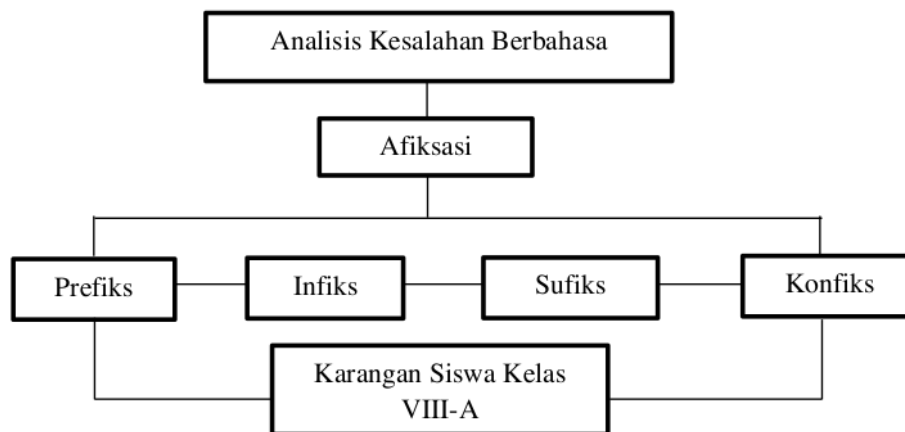 Analisis Kesalahan Berbahasa
Afiksasi
Prefiks
Infiks
Sufiks
Konfiks
Karangan Siswa Kelas
VIII-A